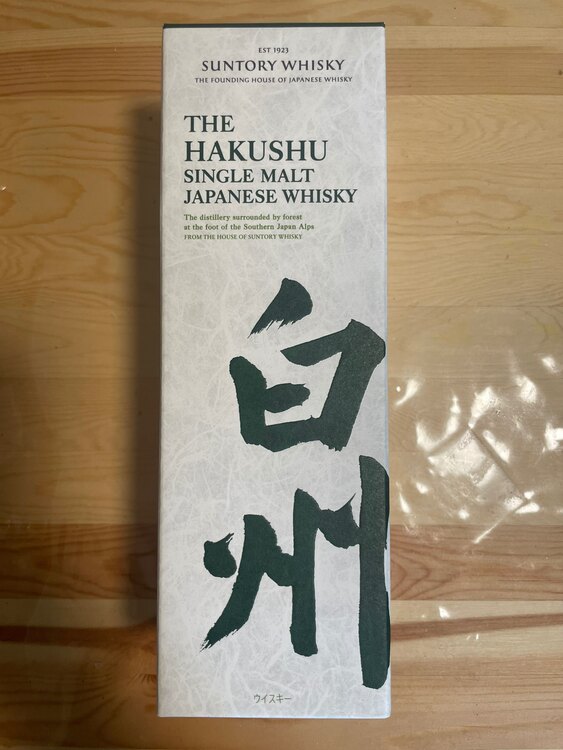 EST 1923
SUNTORY WHISKY
THE FOUNDING HOUSE OF JAPANESE WHISKY
THE
HAKUSHU
SINGLE MALT
JAPANESE WHISKY
The distillery surrounded by forest
at the foot of the Southern Japan Alps
FROM THE HOUSE OF SUNTORY WHISKY
白州
ウイスキー